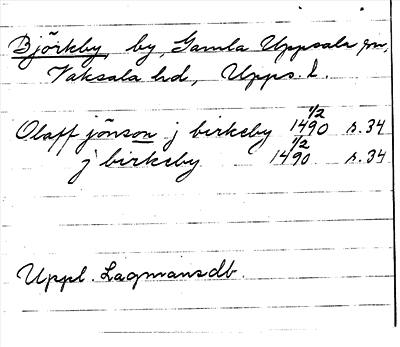 Björkby, by, Gamla Uppsala sn,
Vaksala hd, Upps. l.
Olaff jönson j birkeby 1490 1/2 s. 34
j birkeby 1490 1/2 s. 34
Uppl. Lagmansdb.